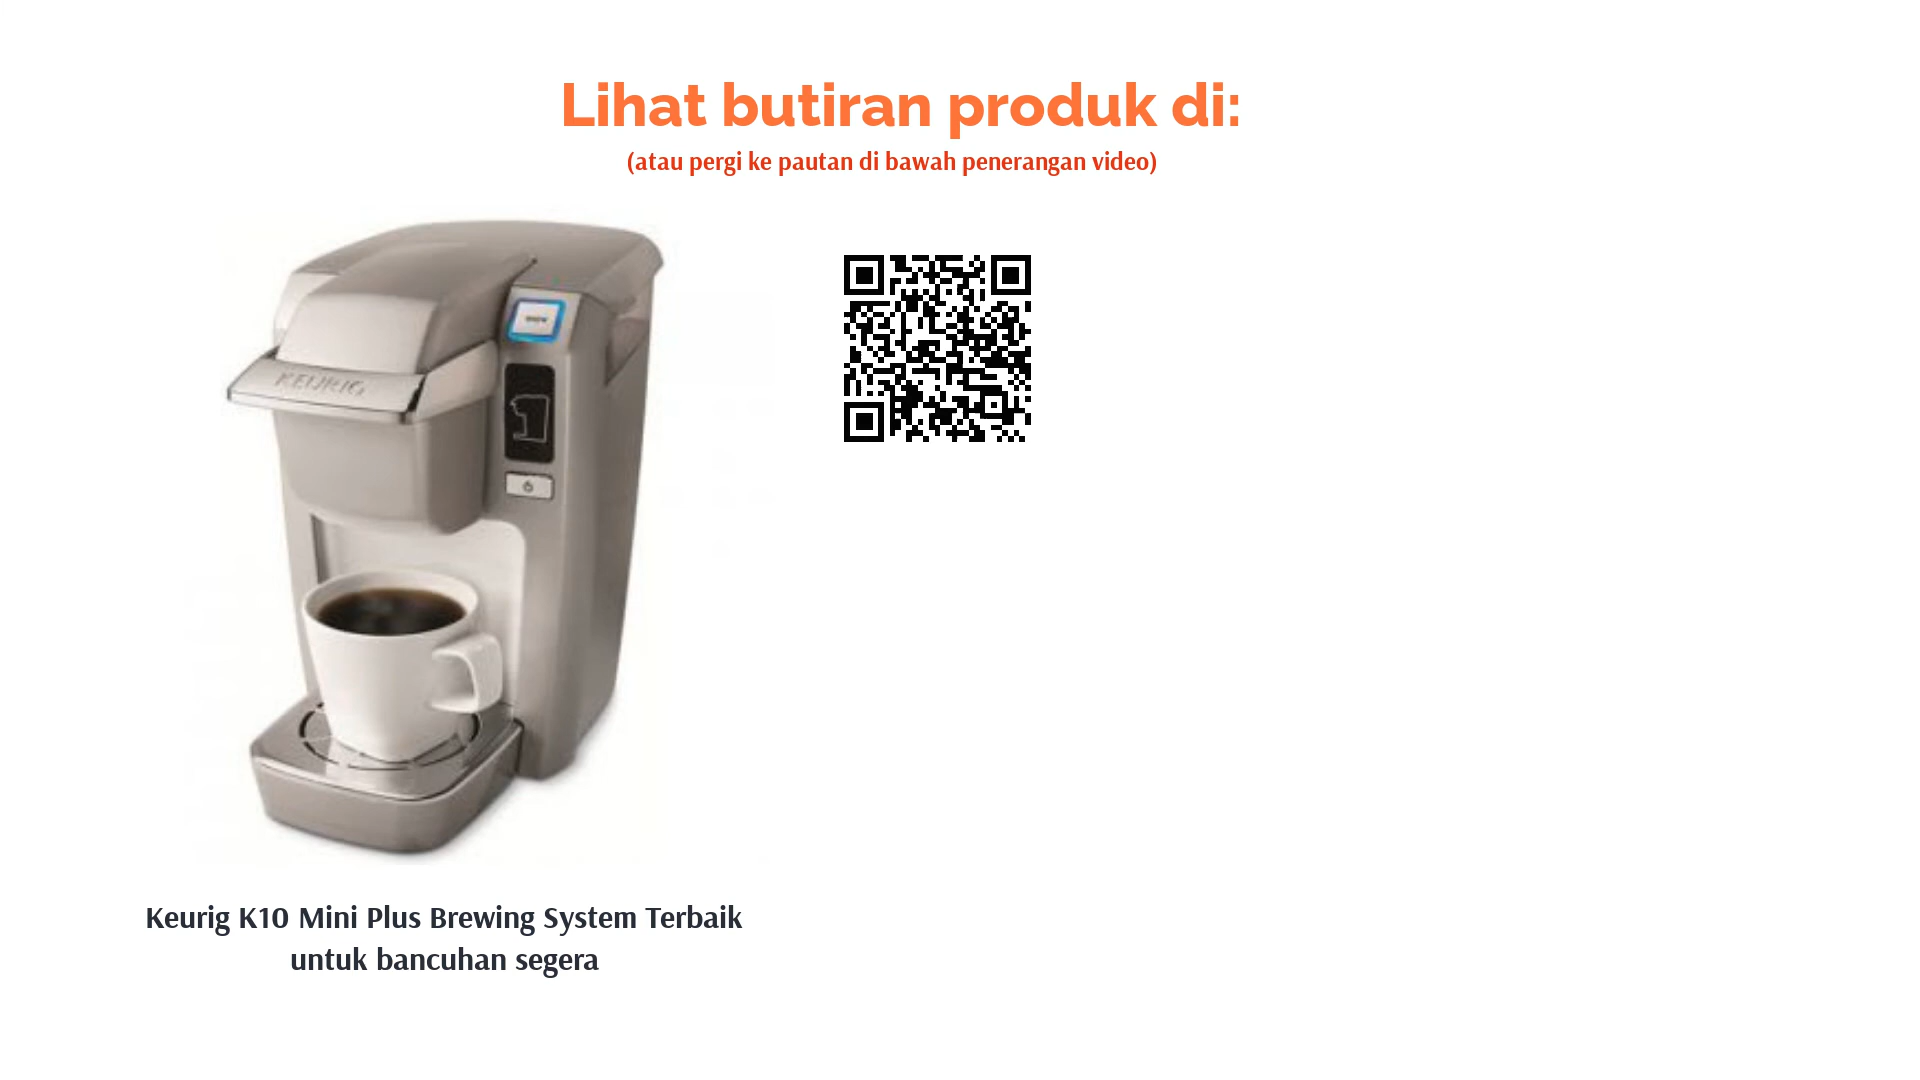 Lihat butiran produk di:
(atau pergi ke pautan di bawah penerangan video)
KEURIG
Keurig K10 Mini Plus Brewing System Terbaik
untuk bancuhan segera